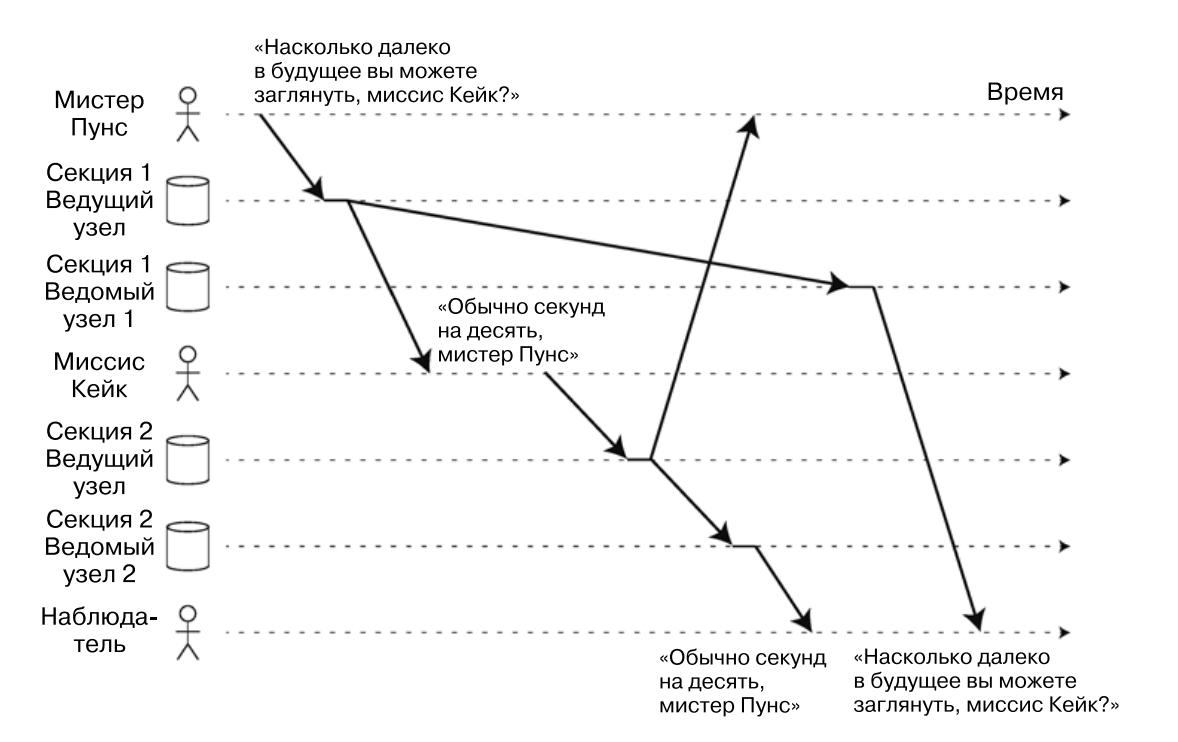 «Насколько далеко
в будущее вы можете
заглянуть, миссис Кейк?»
Время
Мистер
Пунс
Секция 1
Ведущий
узел
Секция 1
Ведомый
узел 1
«Обычно секунд
на десять,
мистер Пунс»
Миссис
Кейк
Секция 2
Ведущий
узел
Секция 2
Ведомый
узел 2
Наблюда-
тель
«Обычно секунд
на десять,
мистер Пунс»
«Насколько далеко
в будущее вы можете
заглянуть, миссис Кейк?»